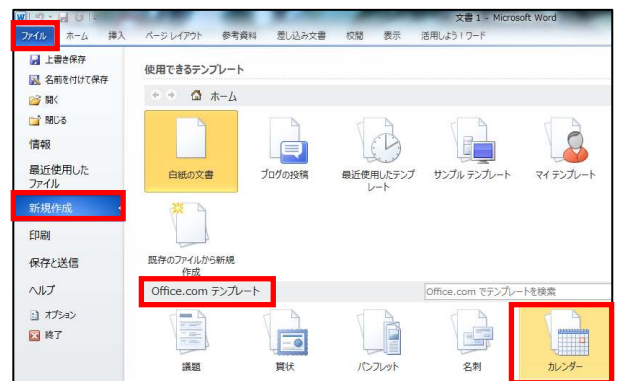 文書 1 - Microsoft Word
ファイル ホーム 挿入 ページ レイアウト 参考資料 差し込み文書 校閲 表示 活用しよう！ワード
上書き保存
名前を付けて保存
開く
閉じる
情報
最近使用した
ファイル
新規作成
印刷
保存と送信
ヘルプ
オプション
終了
使用できるテンプレート
ホーム
白紙の文書
ブログの投稿
最近使用したテンプ
レート
サンプル テンプレート
マイ テンプレート
既存のファイルから新規
作成
Office.com テンプレート
Office.com でテンプレートを検索
議題
賞状
パンフレット
名刺
カレンダー